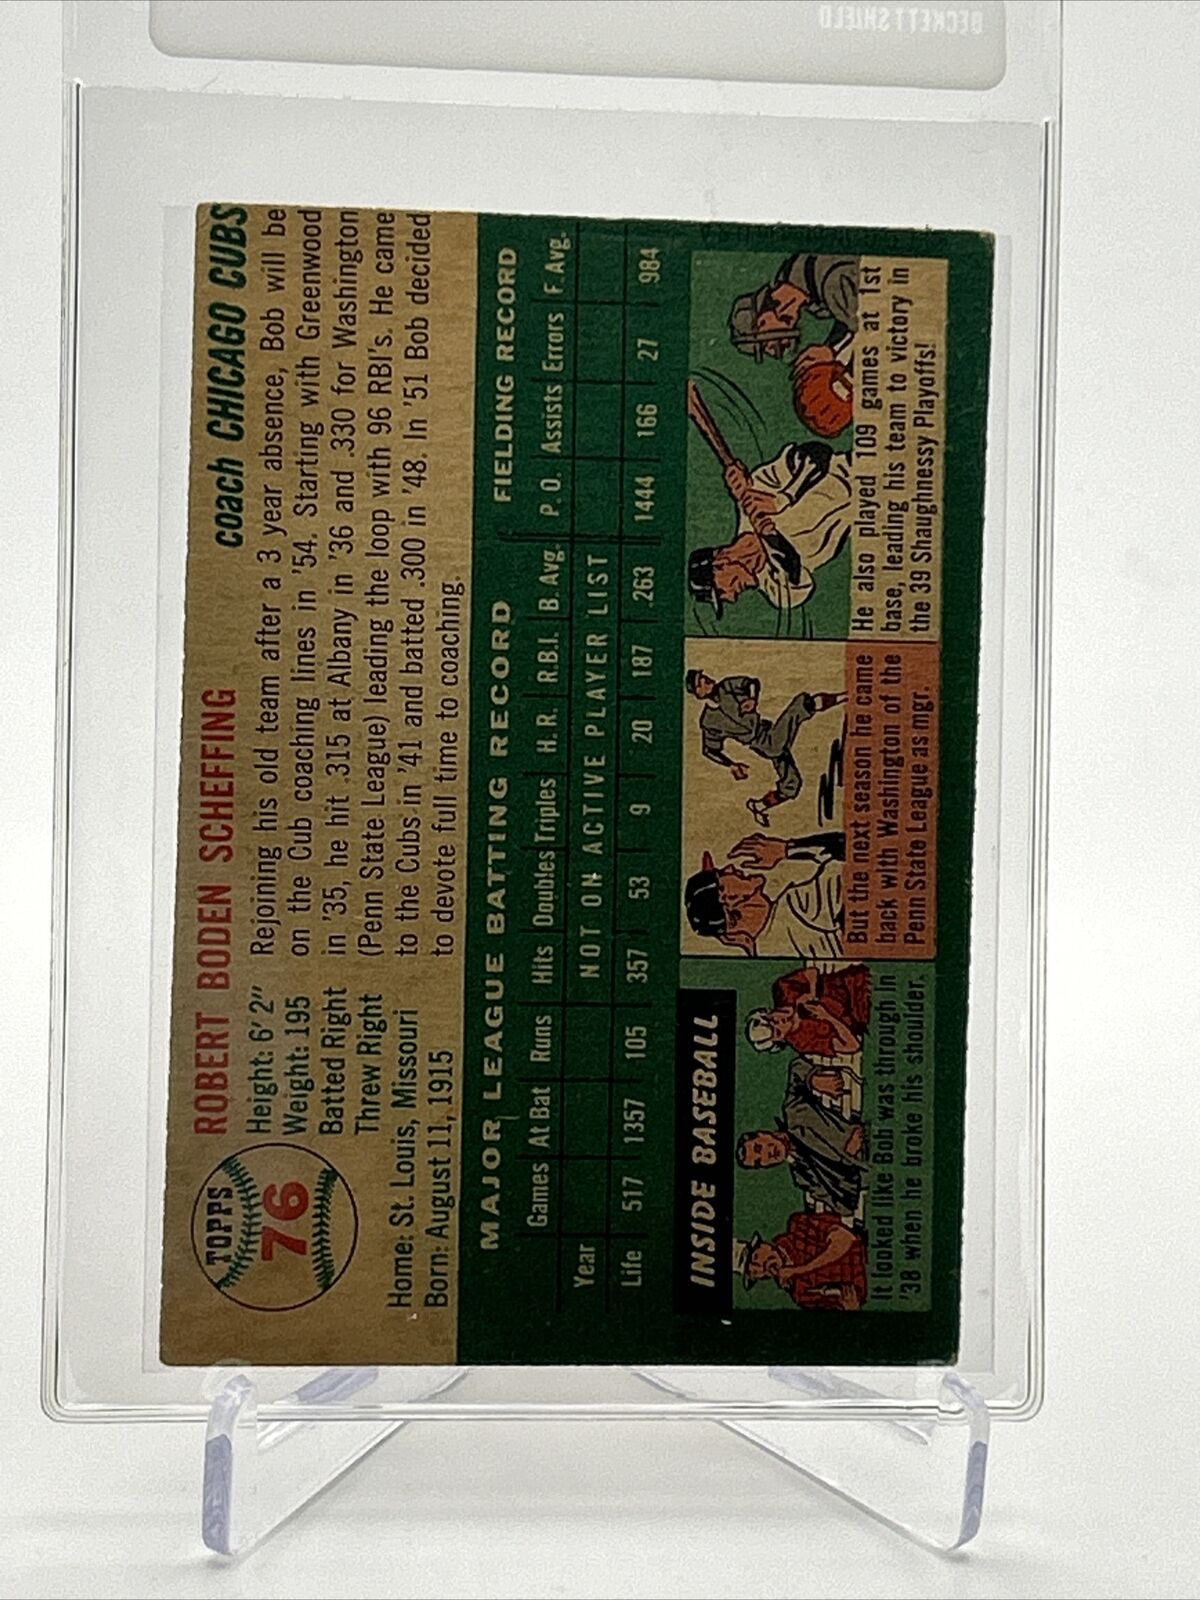 BECKETT SHIELD
TOPPS
76
ROBERT BODEN SCHEFFING
coach CHICAGO CUBS
Height: 6' 2"
Weight: 195
Batted Right
Threw Right
Home: St. Louis, Missouri
Born: August 11, 1915
Rejoining his old team after a 3 year absence, Bob will be
on the Cub coaching lines in '54. Starting with Greenwood
in '35, he hit .315 at Albany in '36 and .330 for Washington
(Penn State League) leading the loop with 96 RBI's. He came
to the Cubs in '41 and batted .300 in '48. In '51 Bob decided
to devote full time to coaching.
MAJOR LEAGUE BATTING RECORD FIELDING RECORD
Games At Bat Runs Hits Doubles Triples H. R. R.B.I. B. Avg. P. O. Assists Errors F. Avg.
Year NOT ON ACTIVE PLAYER LIST
Life 517 1357 105 357 53 9 20 187 .263 1444 166 27 984
INSIDE BASEBALL
It looked like Bob was through in
'38 when he broke his shoulder.
But the next season he came
back with Washington of the
Penn State League as mgr.
He also played 109 games at 1st
base, leading his team to victory in
the 39 Shaughnessy Playoffs!